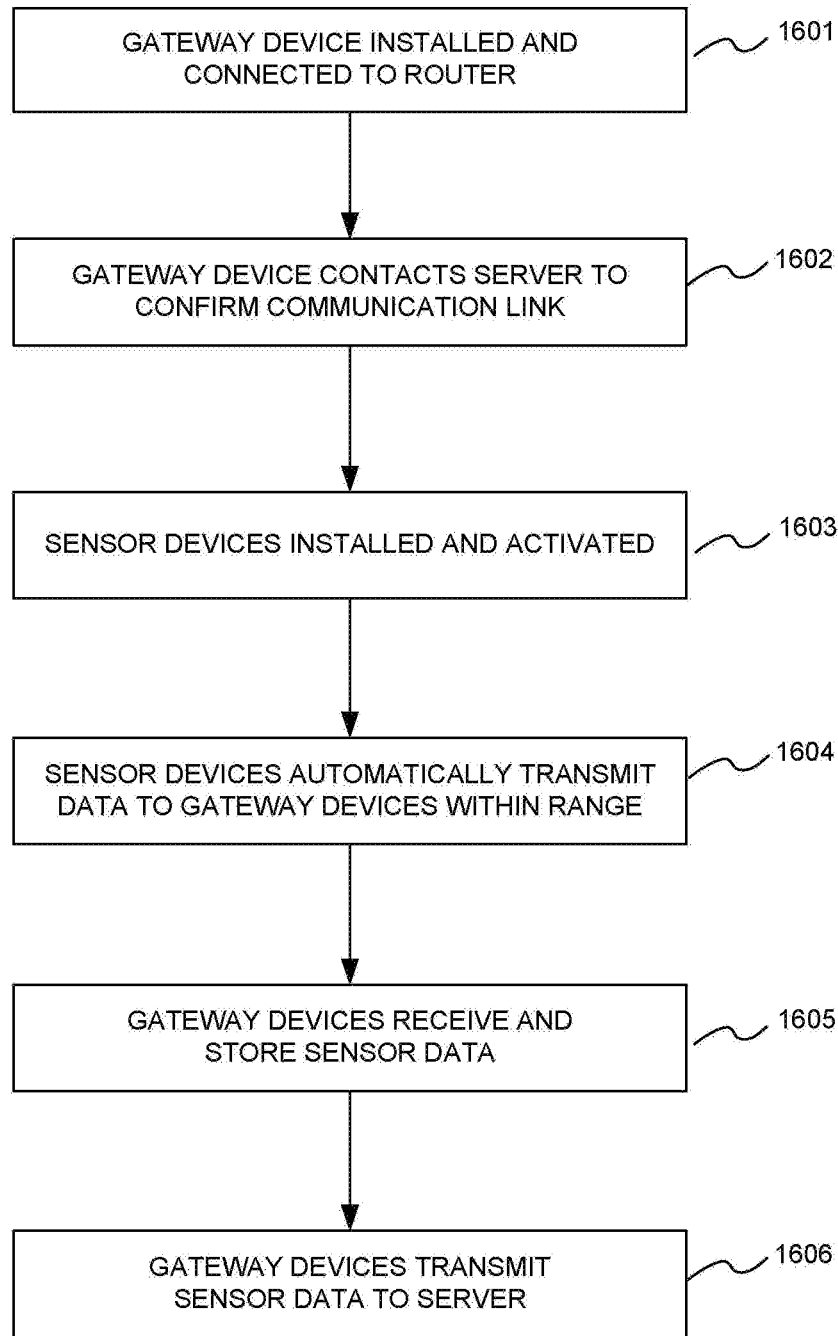 GATEWAY DEVICE INSTALLED AND
CONNECTED TO ROUTER
1601
GATEWAY DEVICE CONTACTS SERVER TO
CONFIRM COMMUNICATION LINK
1602
SENSOR DEVICES INSTALLED AND ACTIVATED
1603
SENSOR DEVICES AUTOMATICALLY TRANSMIT
DATA TO GATEWAY DEVICES WITHIN RANGE
1604
GATEWAY DEVICES RECEIVE AND
STORE SENSOR DATA
1605
GATEWAY DEVICES TRANSMIT
SENSOR DATA TO SERVER
1606